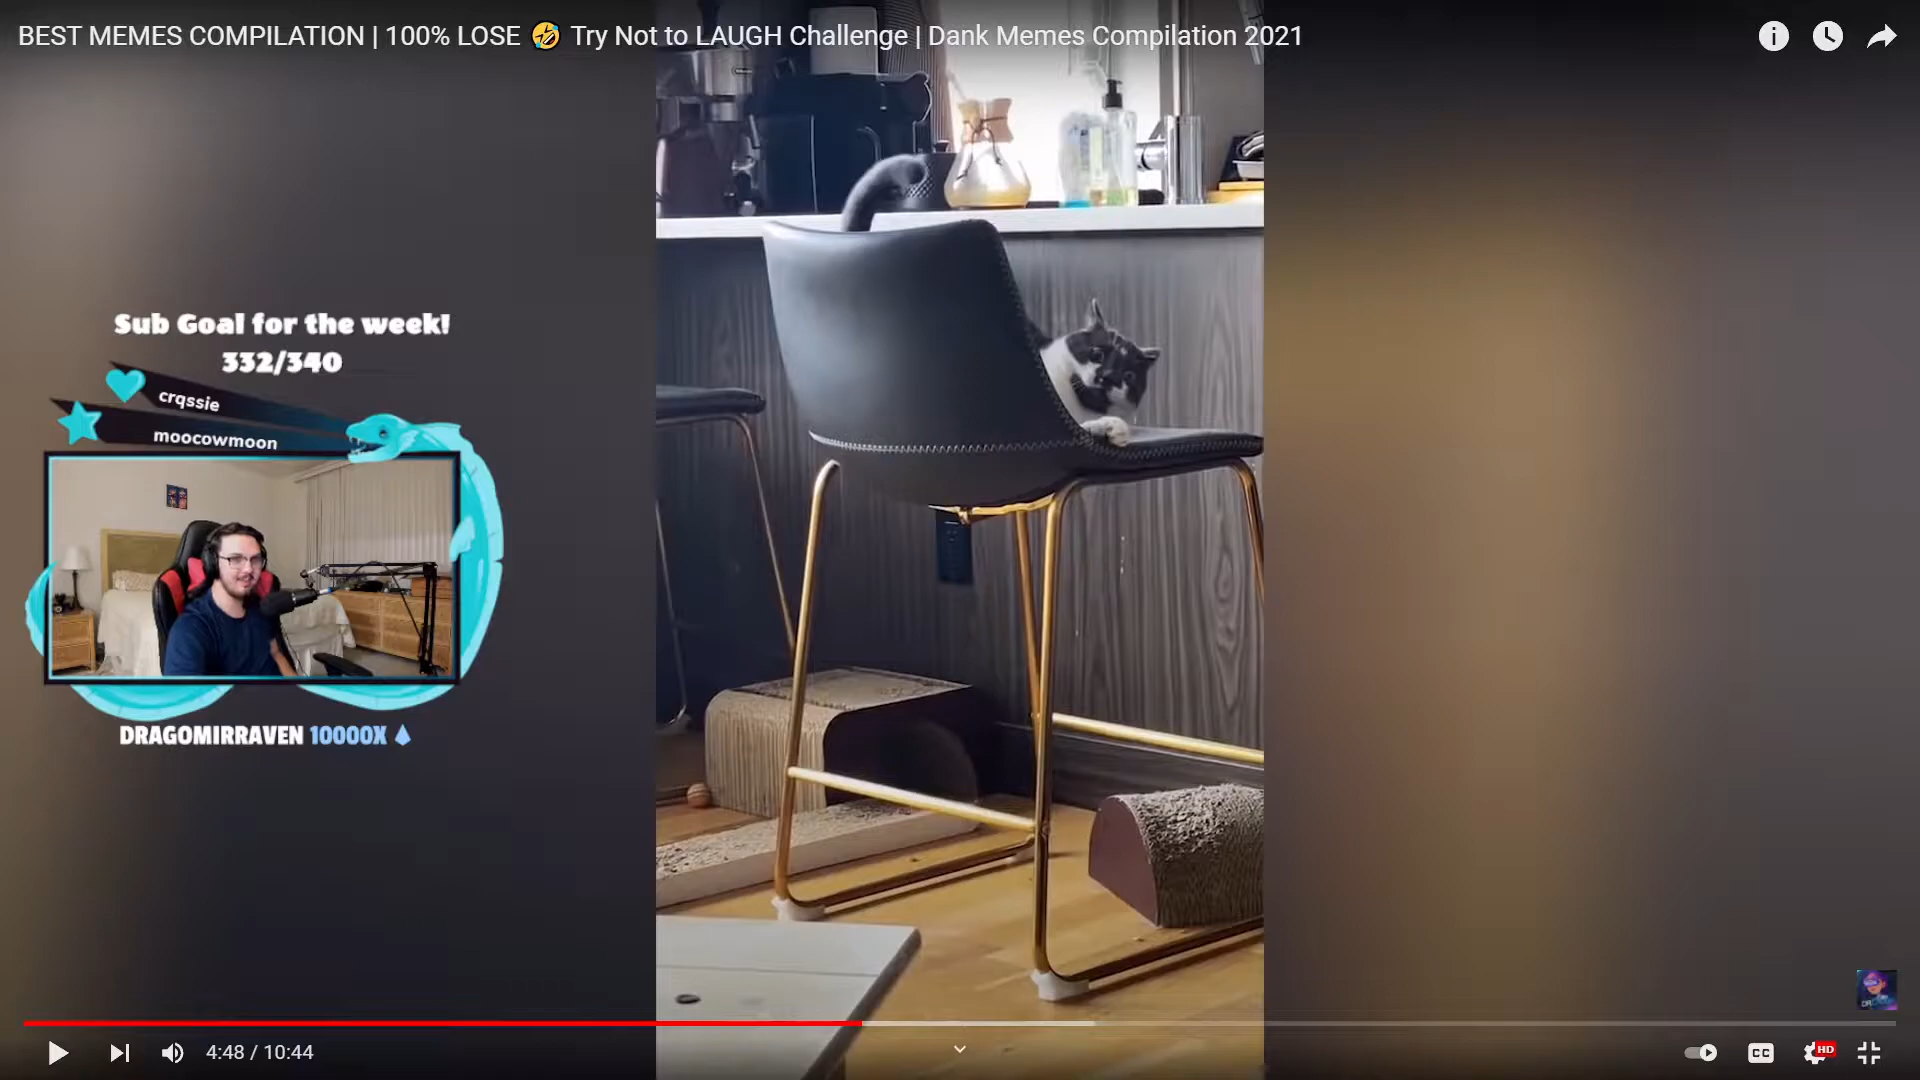 BEST MEMES COMPILATION | 100% LOSE 🤣 Try Not to LAUGH Challenge | Dank Memes Compilation 2021
Sub Goal for the week!
332/340
crqssie
moocowmoon
DRAGOMIRRAVEN 10000X
4:48 / 10:44
CC
HD